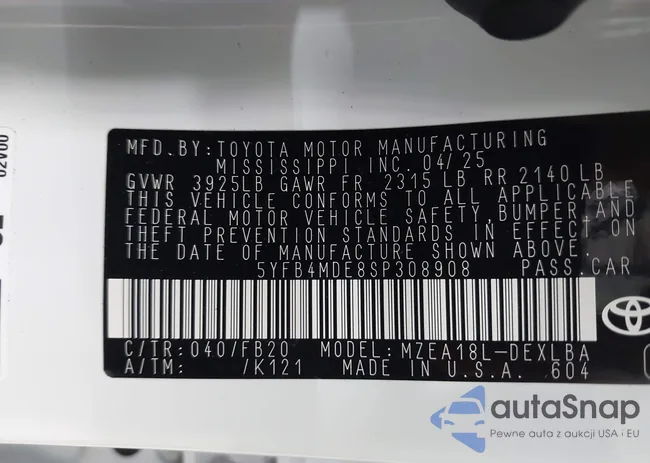 MFD. BY: TOYOTA MOTOR MANUFACTURING
MISSISSIPPI INC. 04/25
GVWR 3925LB GAWR FR 2315 LB RR 2140 LB
THIS VEHICLE CONFORMS TO ALL APPLICABLE
FEDERAL MOTOR VEHICLE SAFETY, BUMPER, AND
THEFT PREVENTION STANDARDS IN EFFECT ON
THE DATE OF MANUFACTURE SHOWN ABOVE.
5YFB4MDE8SP308908 PASS. CAR
C/TR: 040/FB20 MODEL: MZEA18L-DEXLBA
A/TM: /K121 MADE IN U.S.A. 604
02V00
autaSnap
Pewne auta z aukcji USA i EU